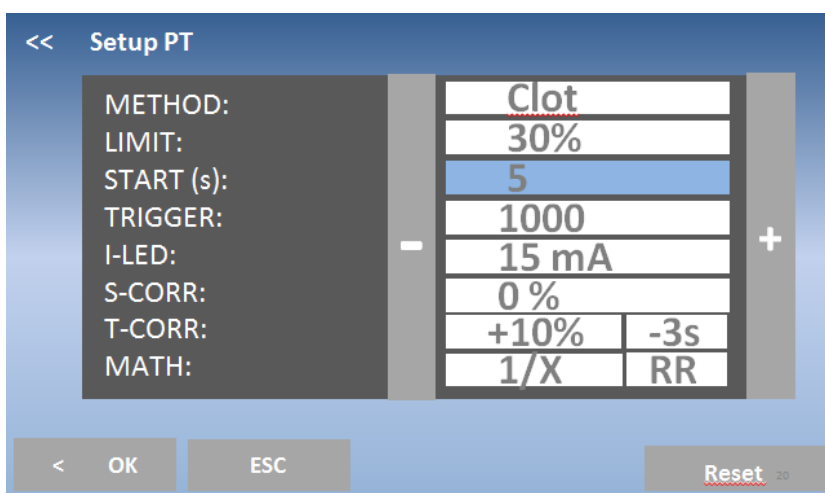 << Setup PT
METHOD: Clot
LIMIT: 30%
START (s): 5
TRIGGER: 1000
I-LED: 15 mA
S-CORR: 0 %
T-CORR: +10% -3s
MATH: 1/X RR
- +
< OK ESC Reset 20